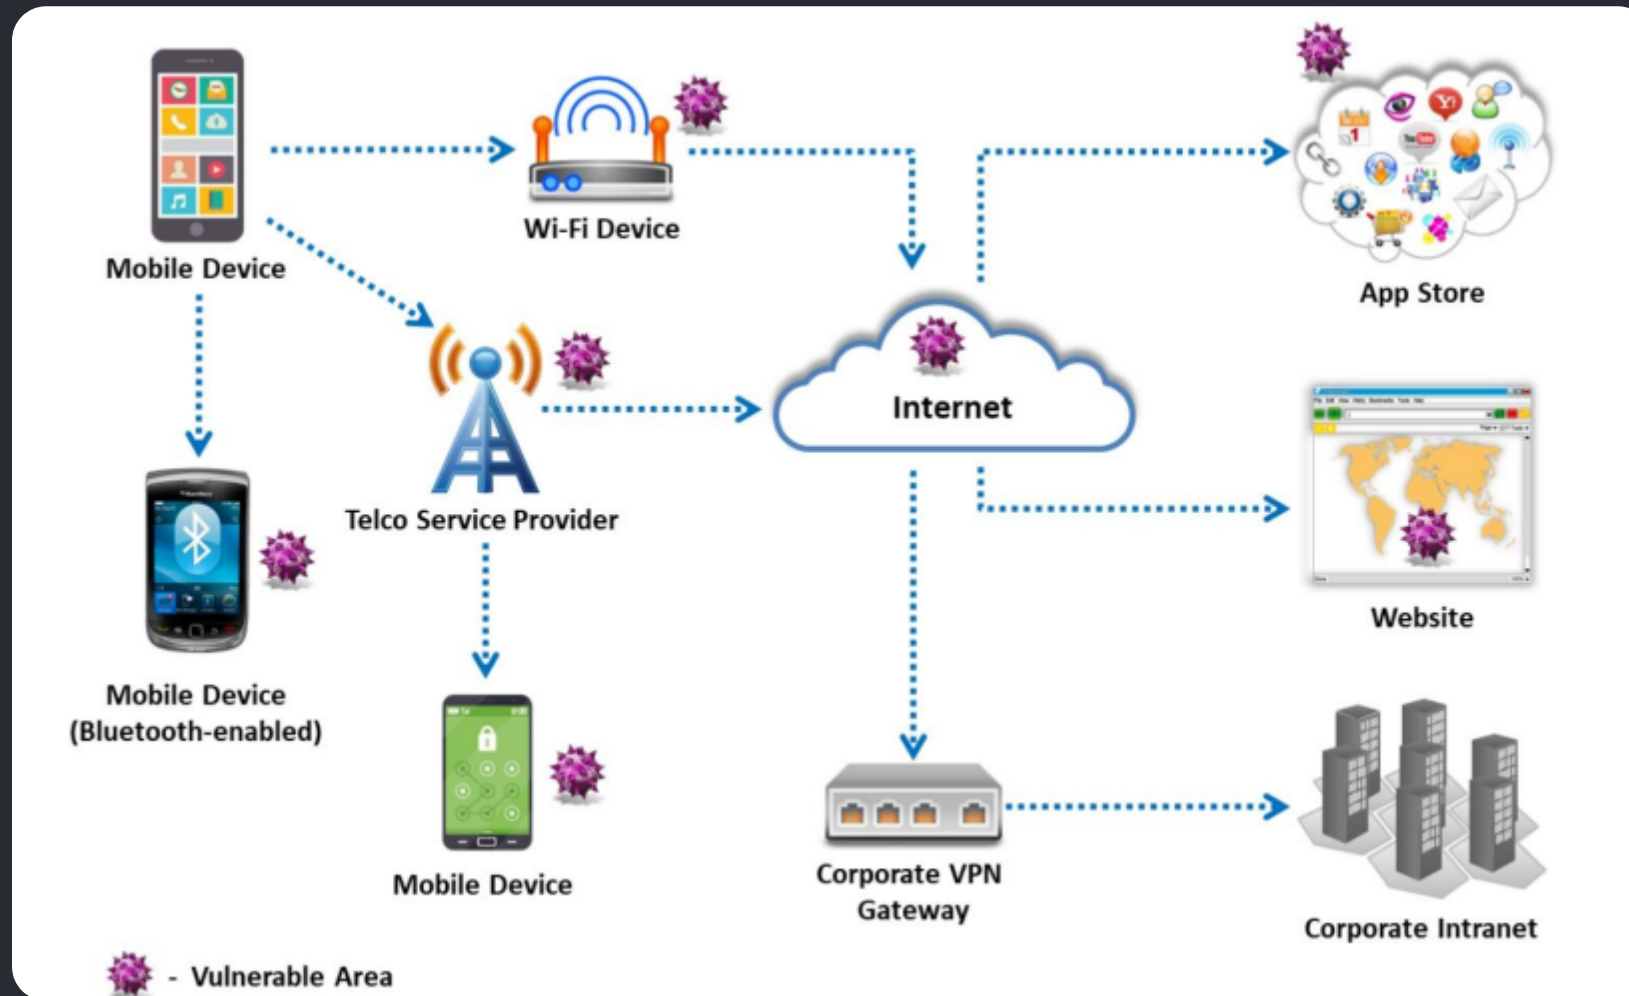 Mobile Device
Wi-Fi Device
App Store
Internet
Telco Service Provider
Website
Mobile Device
(Bluetooth-enabled)
Mobile Device
Corporate VPN
Gateway
Corporate Intranet
- Vulnerable Area